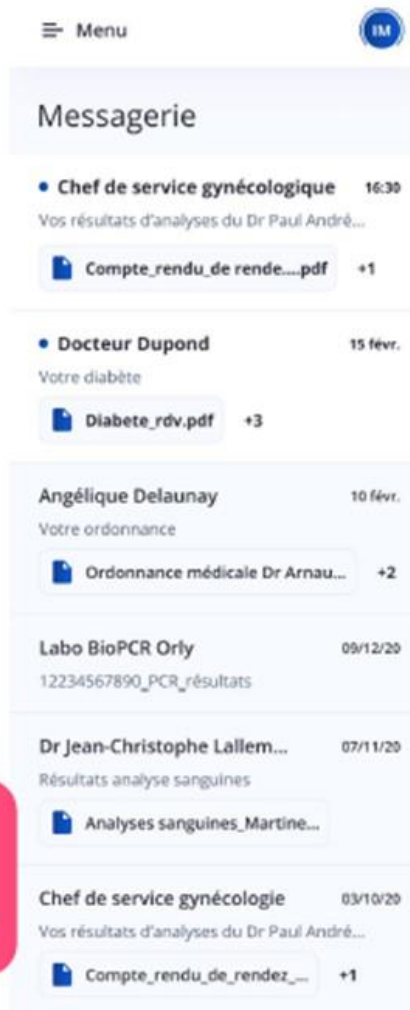 Menu
IM
Messagerie
Chef de service gynécologique 16:30
Vos résultats d'analyses du Dr Paul André...
Compte_rendu_de rende....pdf +1
Docteur Dupond 15 févr.
Votre diabète
Diabete_rdv.pdf +3
Angélique Delaunay 10 févr.
Votre ordonnance
Ordonnance médicale Dr Arnau... +2
Labo BioPCR Orly 09/12/20
12234567890_PCR_résultats
Dr Jean-Christophe Lallem... 07/11/20
Résultats analyse sanguines
Analyses sanguines_Martine...
Chef de service gynécologie 03/10/20
Vos résultats d'analyses du Dr Paul André...
Compte_rendu_de_rendez_... +1